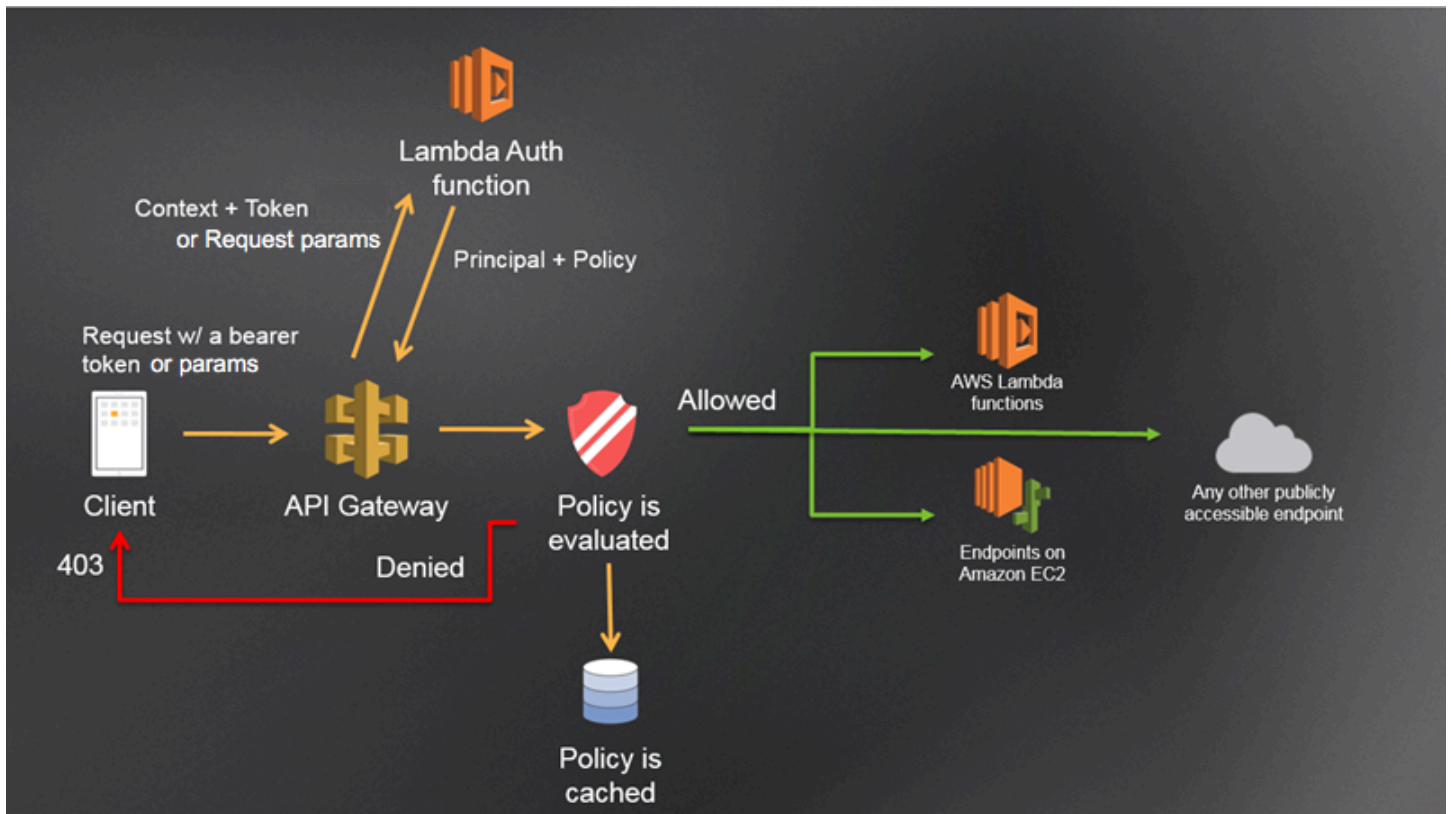 Lambda Auth
function
Context + Token
or Request params
Principal + Policy
Request w/ a bearer
token or params
Client
API Gateway
Policy is
evaluated
Allowed
AWS Lambda
functions
Any other publicly
accessible endpoint
Endpoints on
Amazon EC2
403
Denied
Policy is
cached